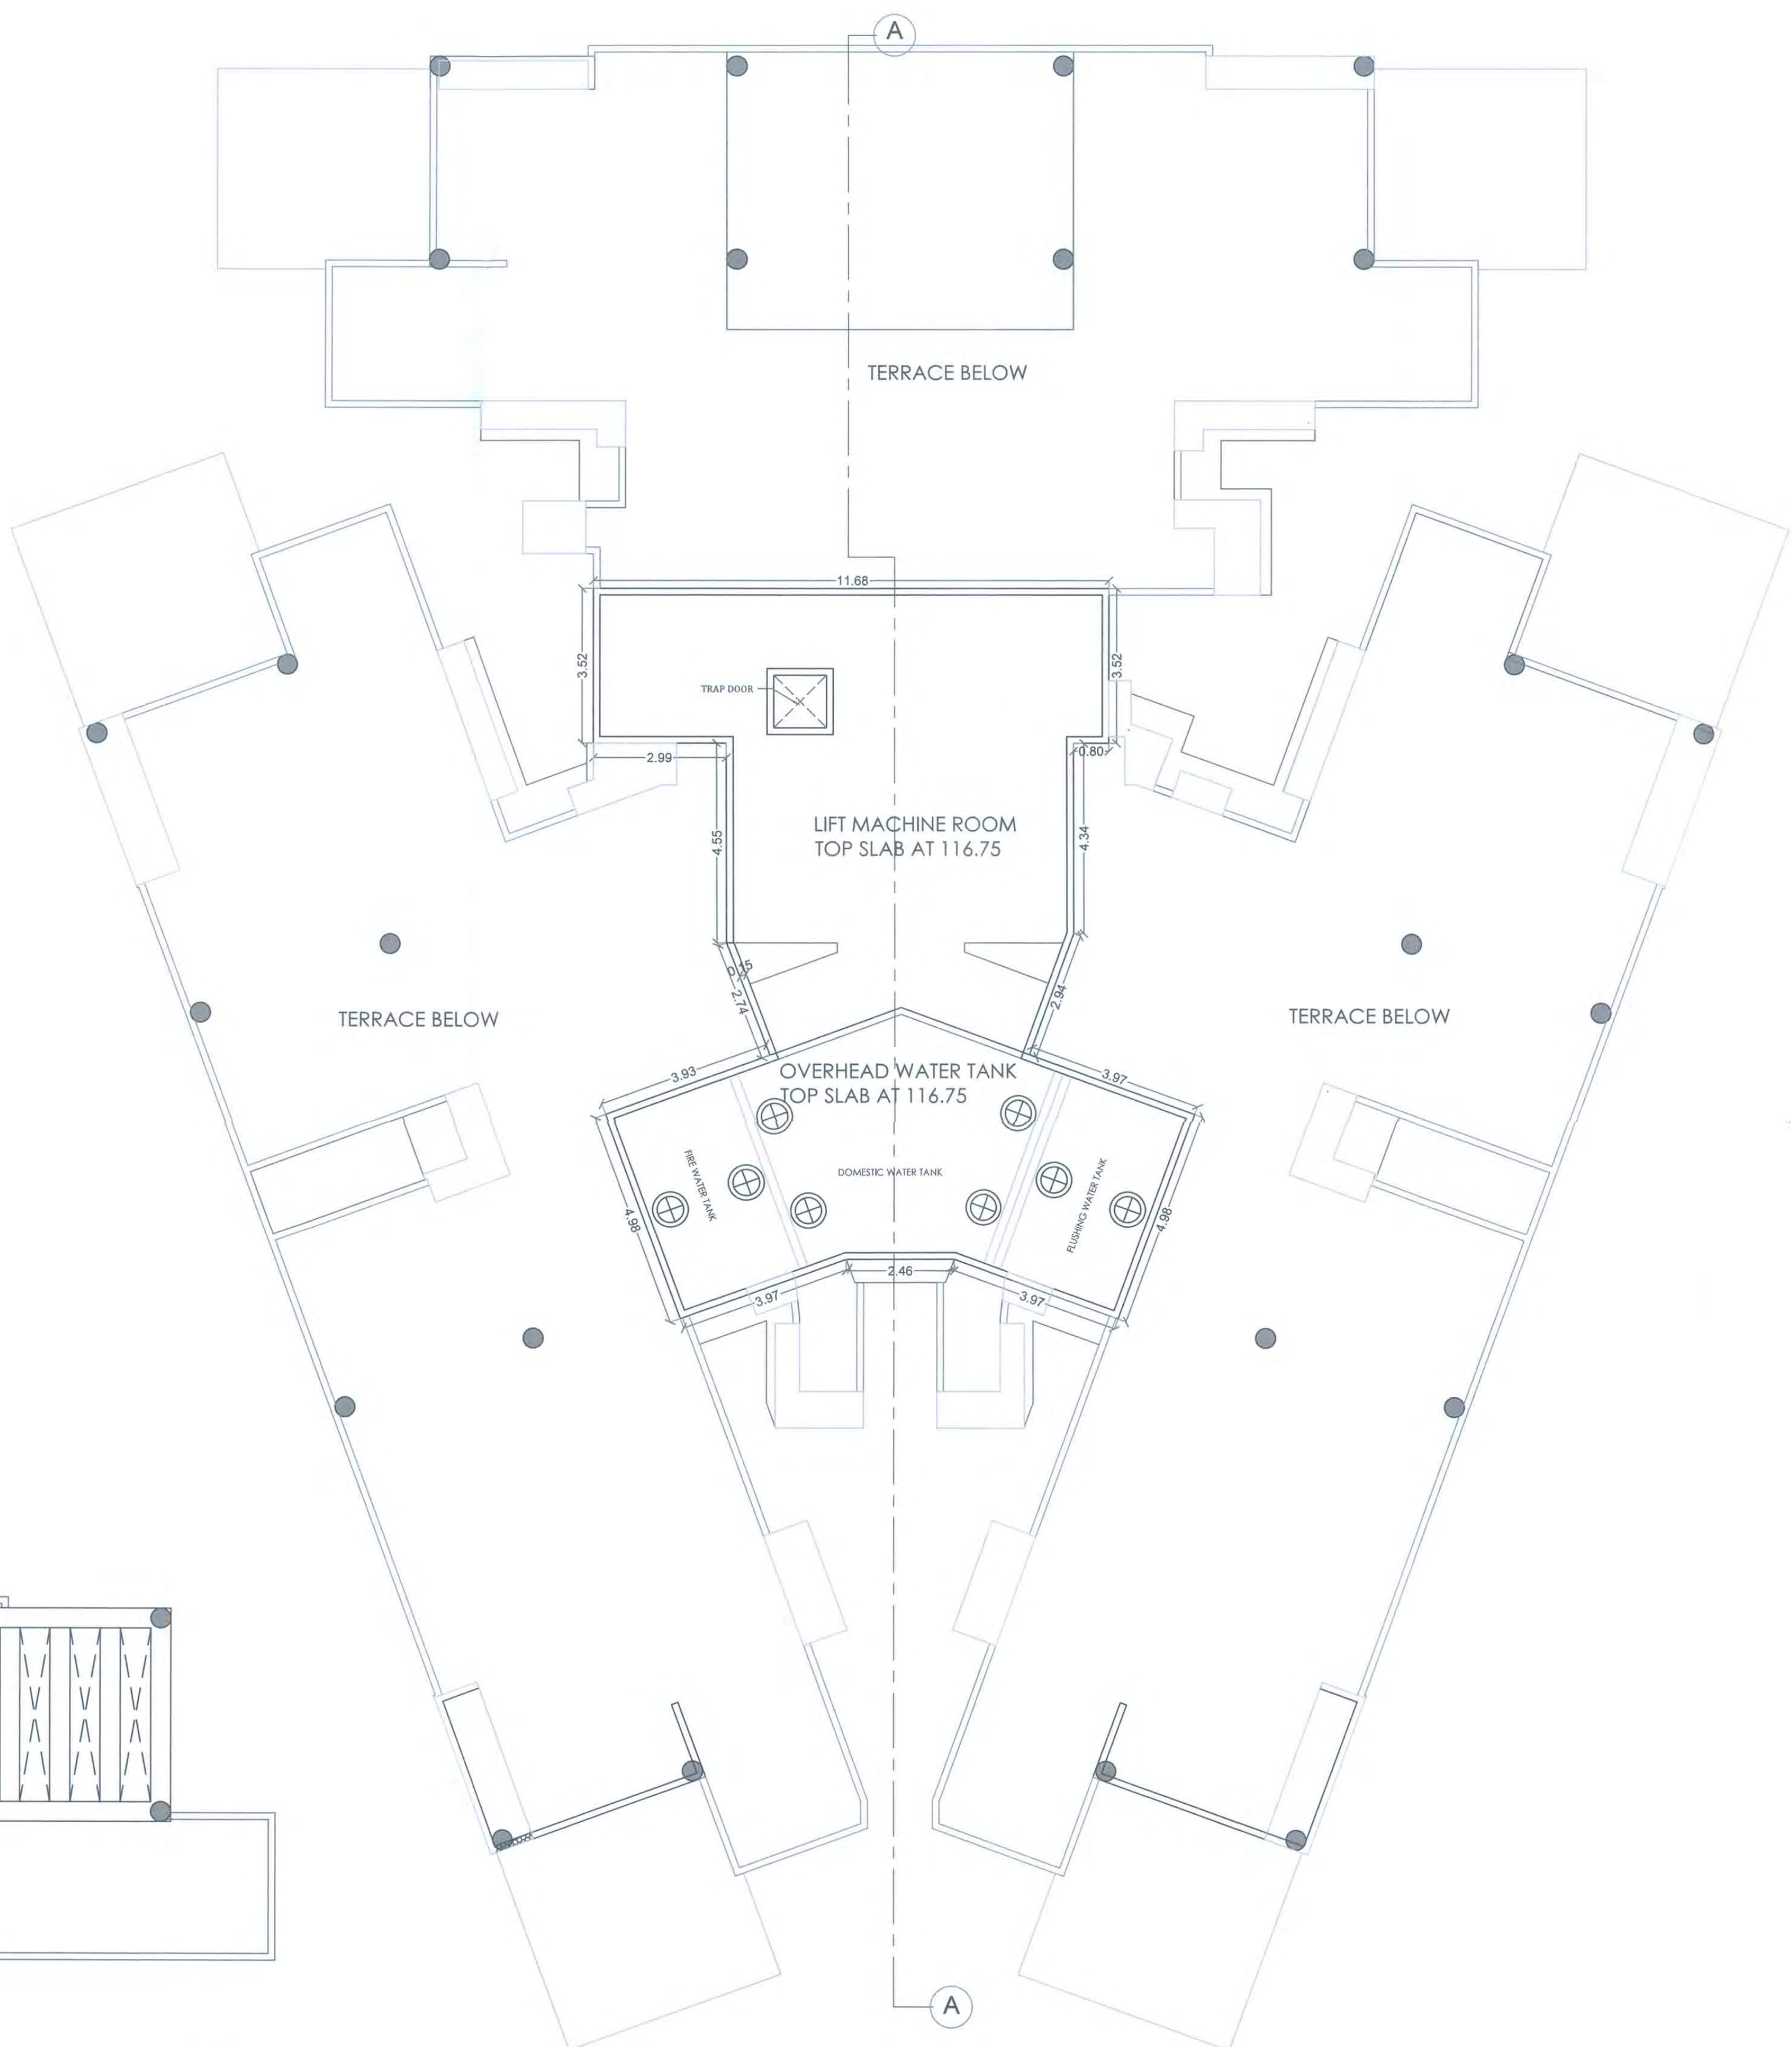 A
TERRACE BELOW
11.68
3.52
3.52
TRAP DOOR
2.99
0.80
4.55
LIFT MACHINE ROOM
TOP SLAB AT 116.75
4.34
0.15
2.74
2.94
TERRACE BELOW
TERRACE BELOW
3.93
OVERHEAD WATER TANK
TOP SLAB AT 116.75
3.97
FIRE WATER TANK
DOMESTIC WATER TANK
FLUSHING WATER TANK
4.98
4.98
2.46
3.97
3.97
A